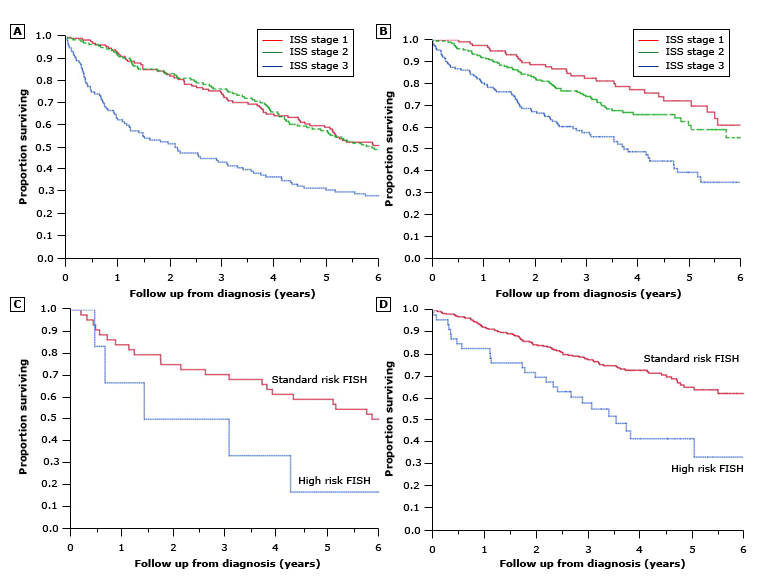 A
1.0
0.9
0.8
0.7
0.6
0.5
0.4
0.3
0.2
0.1
0.0
Proportion surviving
ISS stage 1
ISS stage 2
ISS stage 3
0 1 2 3 4 5 6
Follow up from diagnosis (years)
B
1.0
0.9
0.8
0.7
0.6
0.5
0.4
0.3
0.2
0.1
0.0
Proportion surviving
ISS stage 1
ISS stage 2
ISS stage 3
0 1 2 3 4 5 6
Follow up from diagnosis (years)
C
1.0
0.9
0.8
0.7
0.6
0.5
0.4
0.3
0.2
0.1
0.0
Proportion surviving
Standard risk FISH
High risk FISH
0 1 2 3 4 5 6
Follow up from diagnosis (years)
D
1.0
0.9
0.8
0.7
0.6
0.5
0.4
0.3
0.2
0.1
0.0
Proportion surviving
Standard risk FISH
High risk FISH
0 1 2 3 4 5 6
Follow up from diagnosis (years)